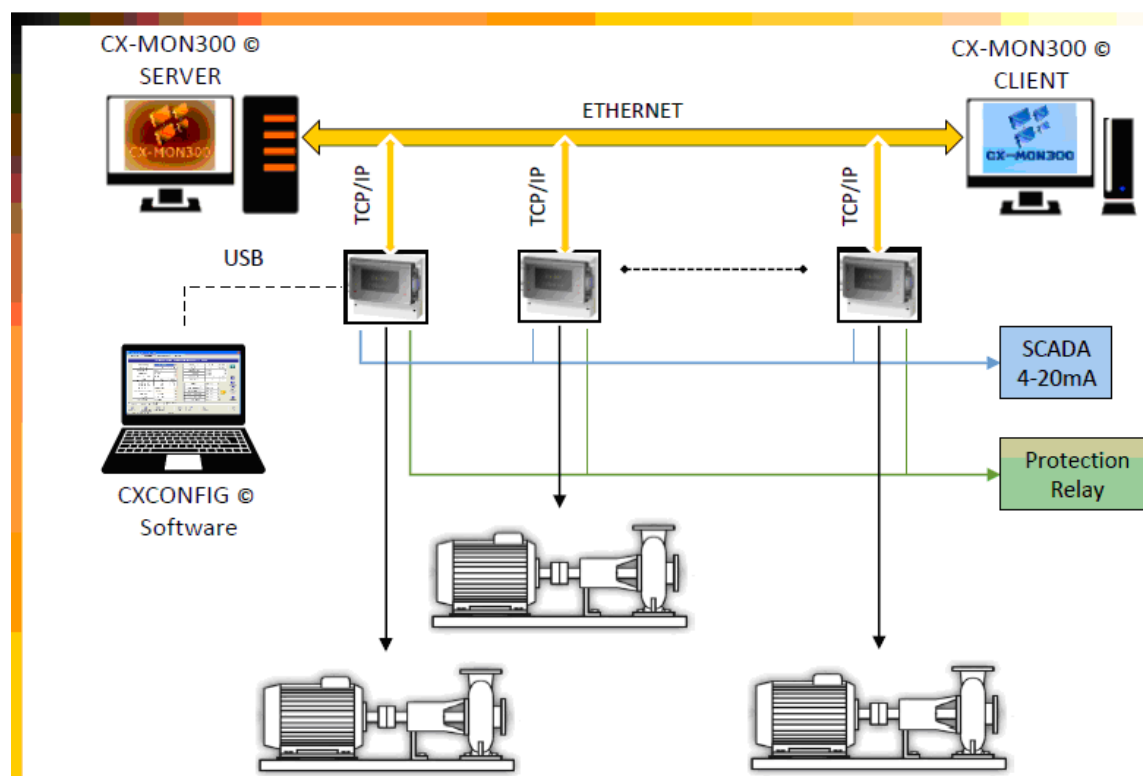 CX-MON300 ©
SERVER
CX-MON300 ©
CLIENT
ETHERNET
CX-MON300
CX-MON300
TCP/IP
TCP/IP
TCP/IP
USB
SCADA
4-20mA
Protection
Relay
CXCONFIG ©
Software